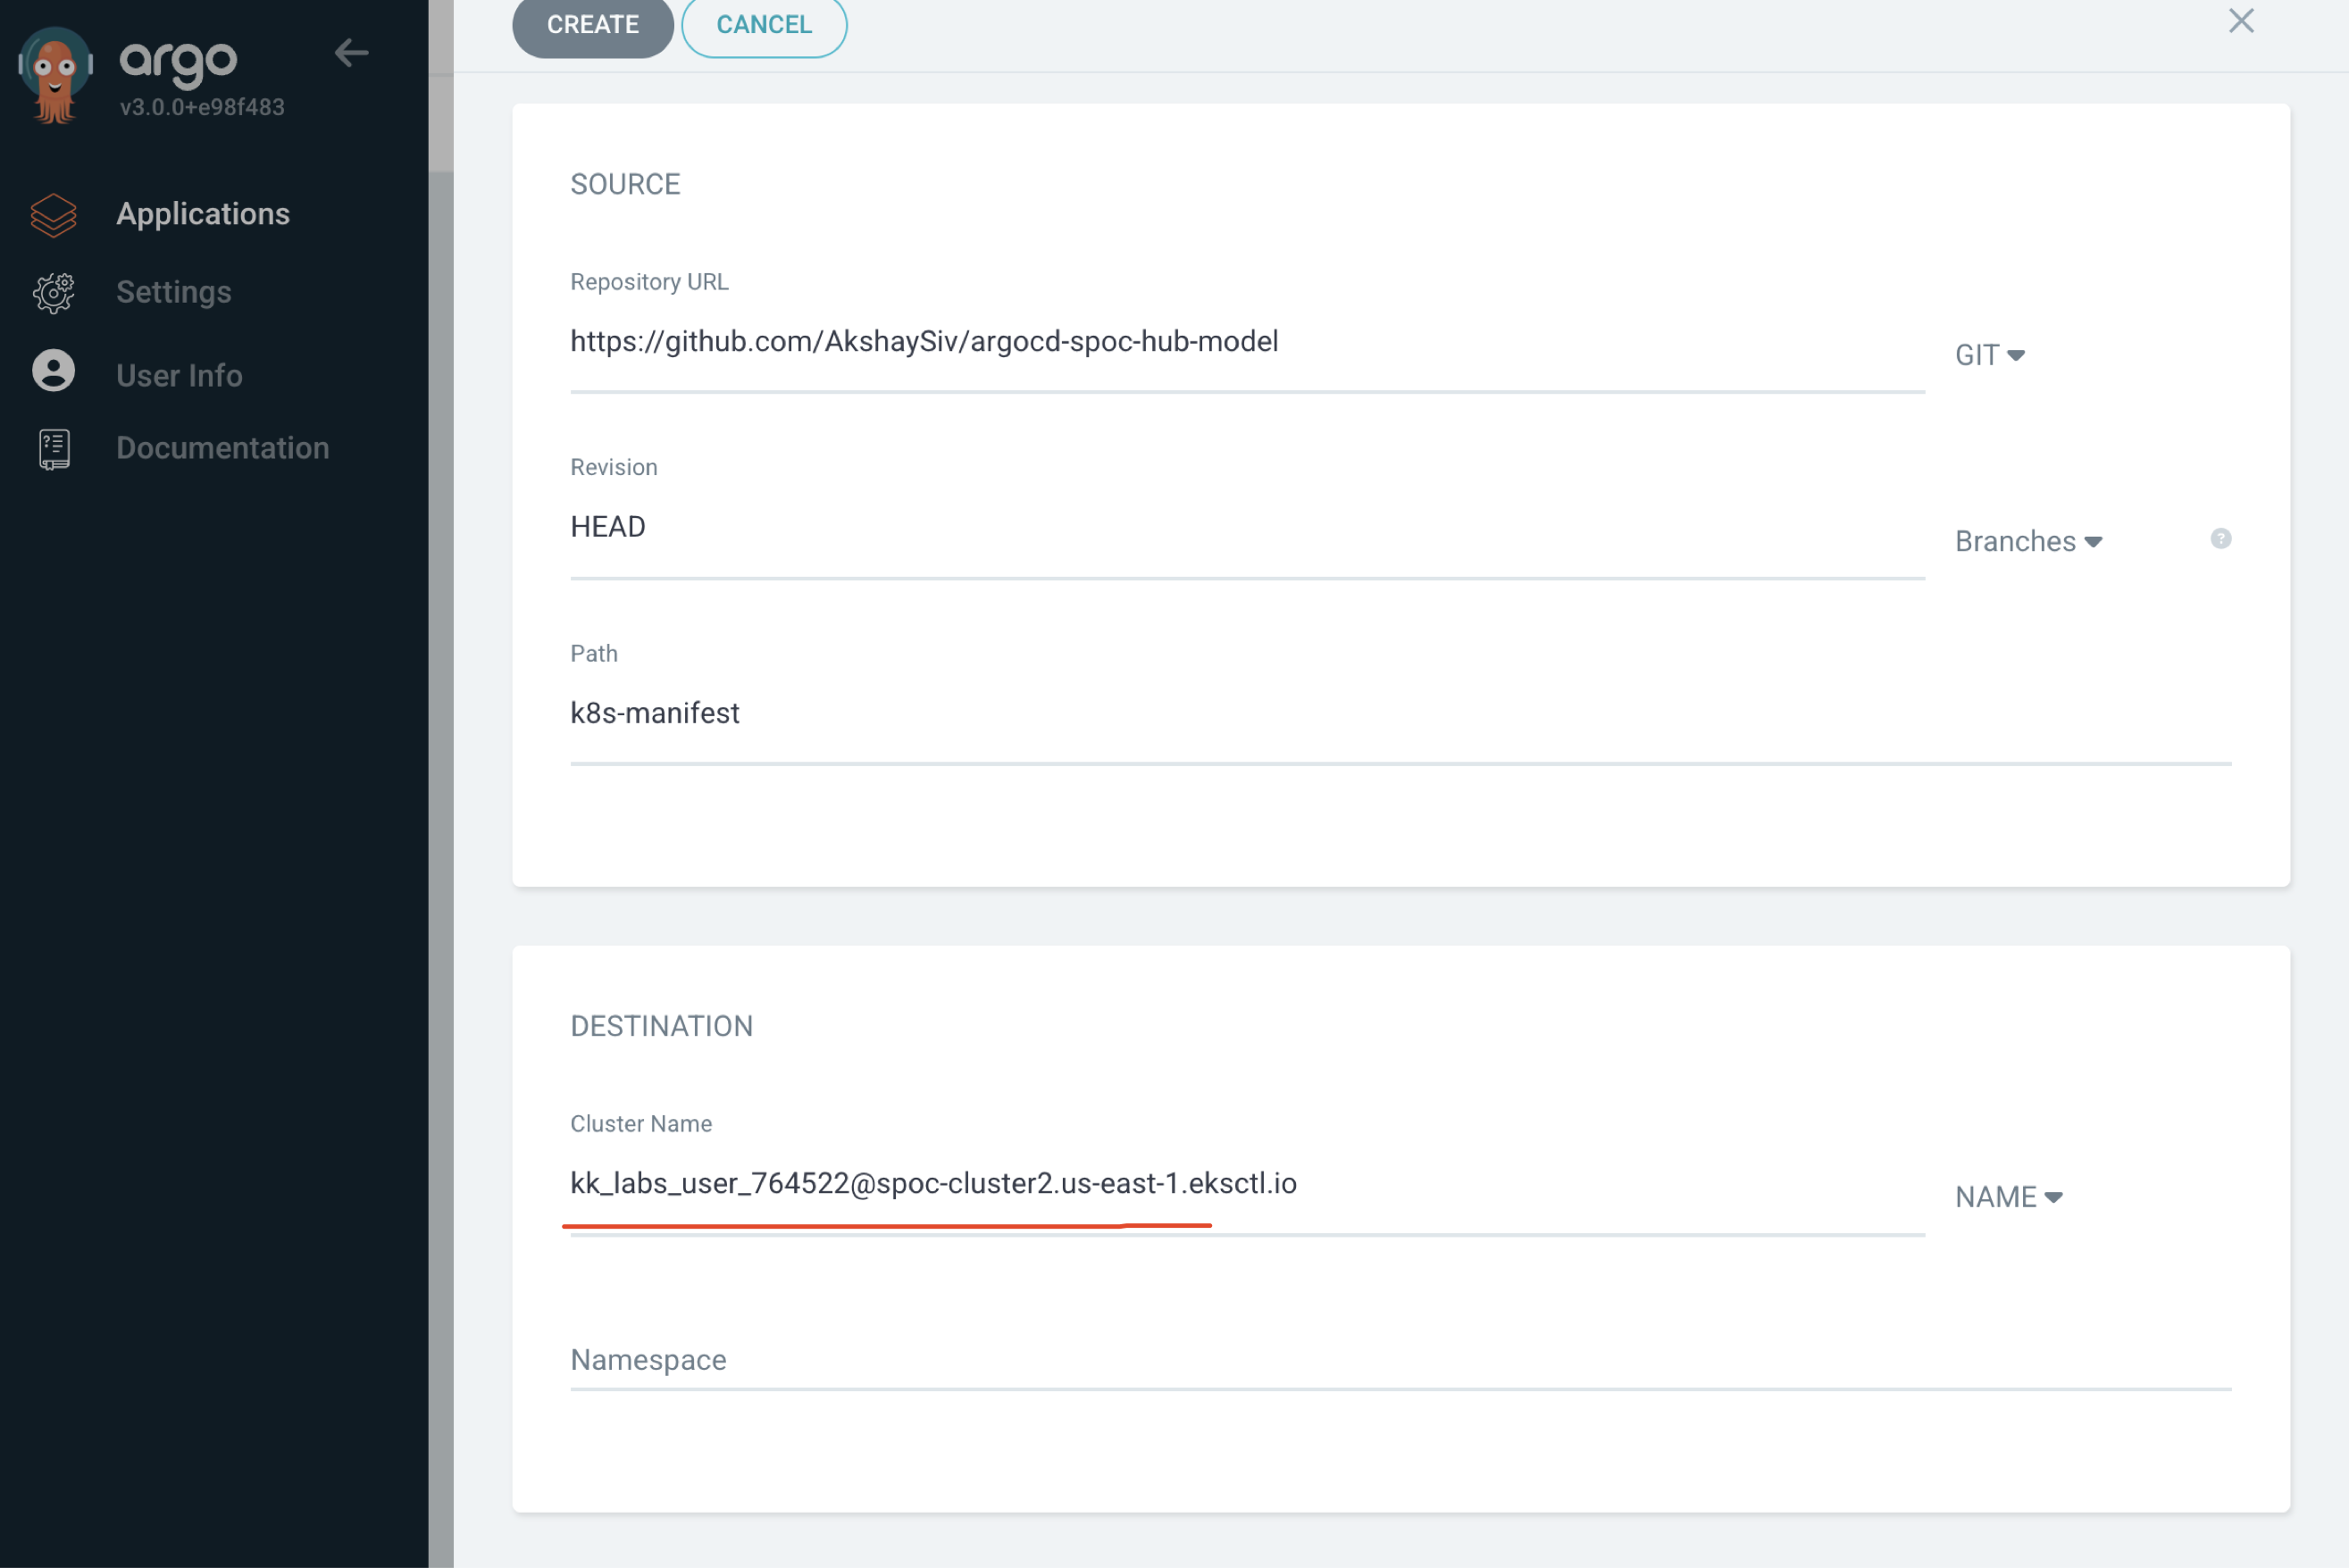 argo
v3.0.0+e98f483
Applications
Settings
User Info
Documentation
CREATE
CANCEL
SOURCE
Repository URL
https://github.com/AkshaySiv/argocd-spoc-hub-model
GIT
Revision
HEAD
Branches
?
Path
k8s-manifest
DESTINATION
Cluster Name
kk_labs_user_764522@spoc-cluster2.us-east-1.eksctl.io
NAME
Namespace